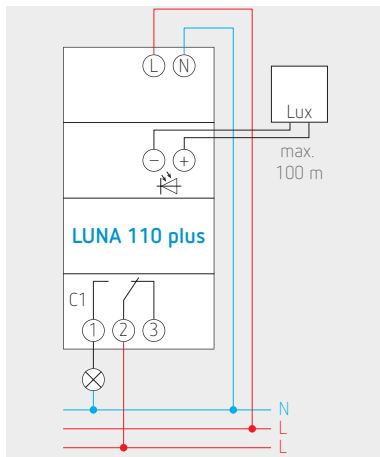 L N
Lux
− +
max.
100 m
LUNA 110 plus
C1
1 2 3
N
L
L